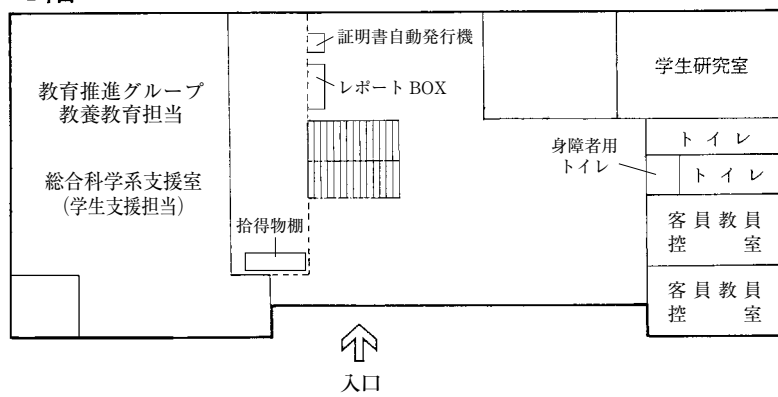 証明書自動発行機
レポート BOX
教育推進グループ
教養教育担当
総合科学系支援室
(学生支援担当)
拾得物棚
学生研究室
身障者用
トイレ
トイレ
トイレ
客員教員
控室
客員教員
控室
入口